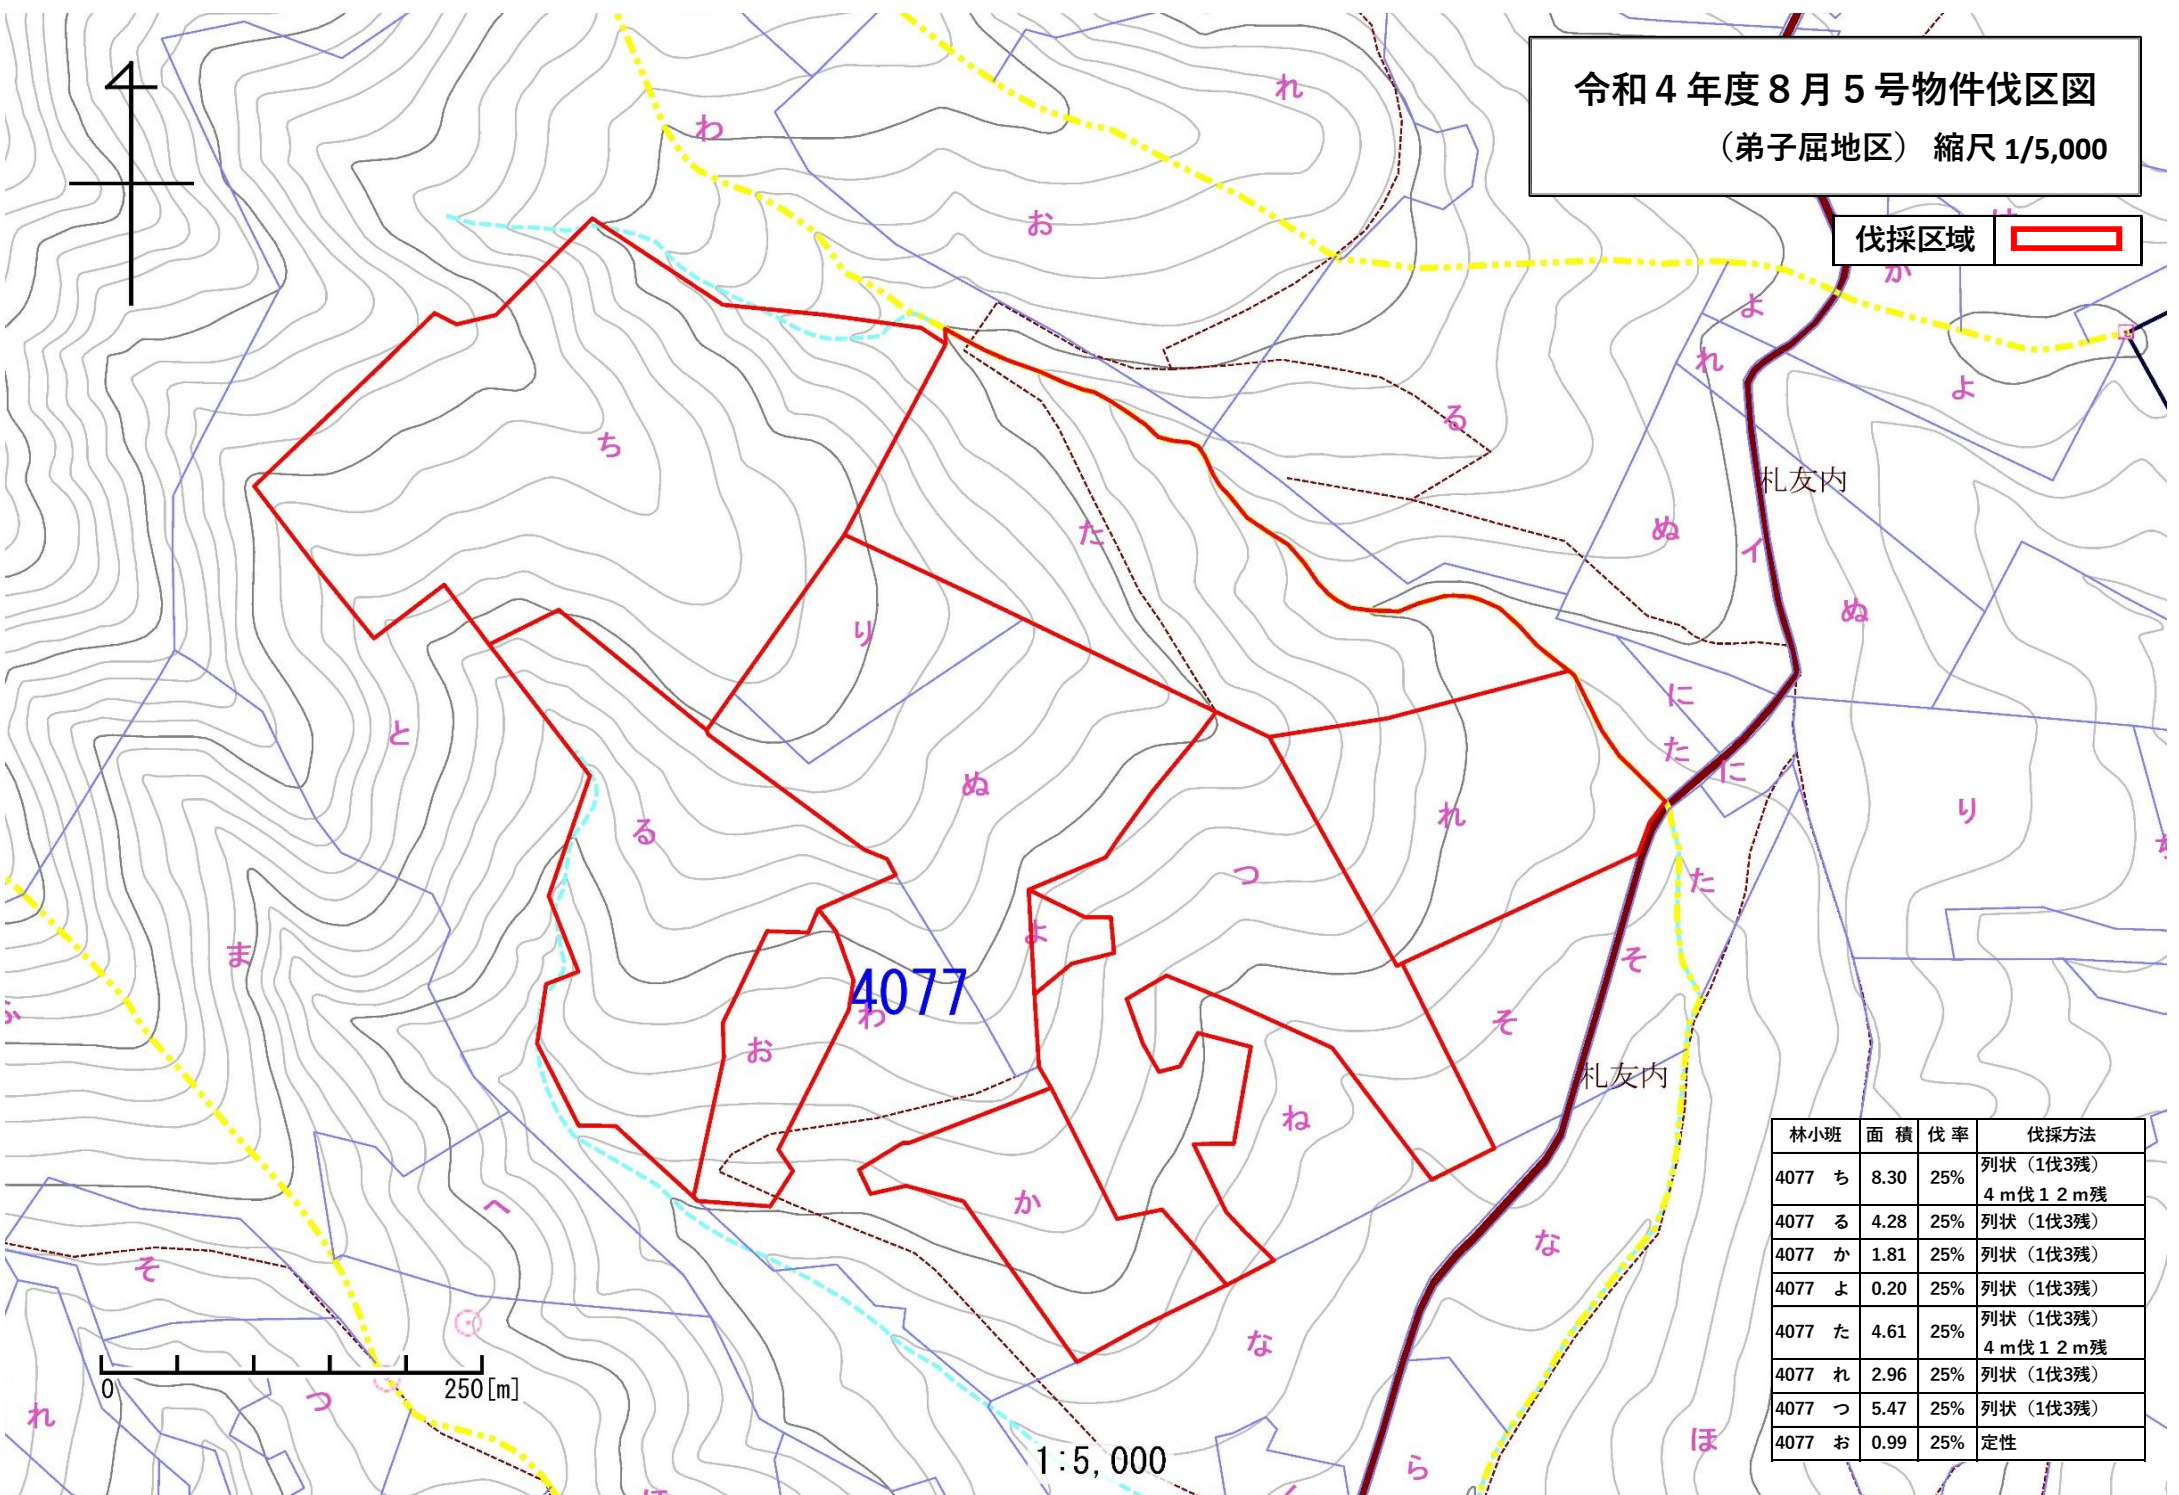 令和４年度８月５号物件伐区図
（弟子屈地区） 縮尺 1/5,000
伐採区域
れ
わ
お
か
よ
れ
よ
る
ち
札友内
た
ぬ
イ
ぬ
り
に
と
た
に
ぬ
り
る
れ
つ
た
よ
ま
そ
4077
わ
そ
お
札友内
ね
か
へ
な
そ
な
0 250[m]
つ
れ
ほ
1:5,000
ら
林小班 面 積 伐 率 伐採方法
4077 ち 8.30 25% 列状（1伐3残）
４ｍ伐１２ｍ残
4077 る 4.28 25% 列状（1伐3残）
4077 か 1.81 25% 列状（1伐3残）
4077 よ 0.20 25% 列状（1伐3残）
4077 た 4.61 25% 列状（1伐3残）
４ｍ伐１２ｍ残
4077 れ 2.96 25% 列状（1伐3残）
4077 つ 5.47 25% 列状（1伐3残）
4077 お 0.99 25% 定性